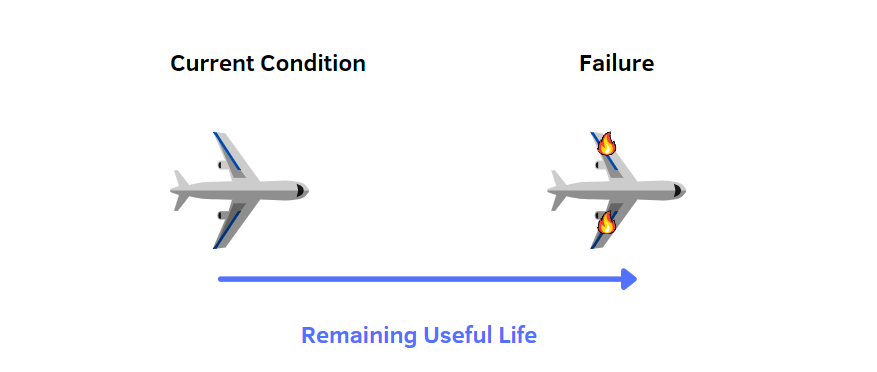 Current Condition
Failure
Remaining Useful Life